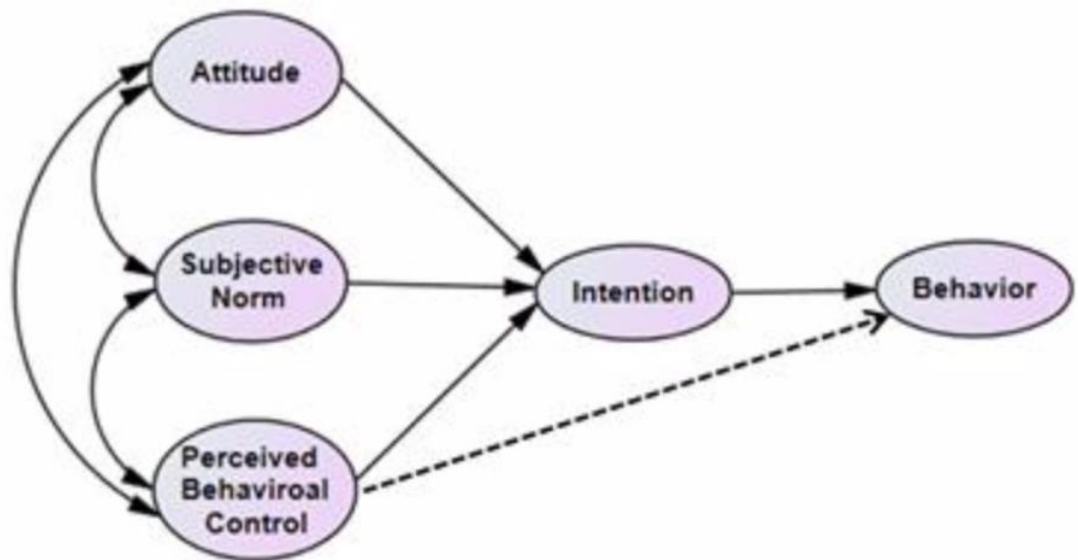 Attitude
Subjective
Norm
Intention
Behavior
Perceived
Behaviroal
Control